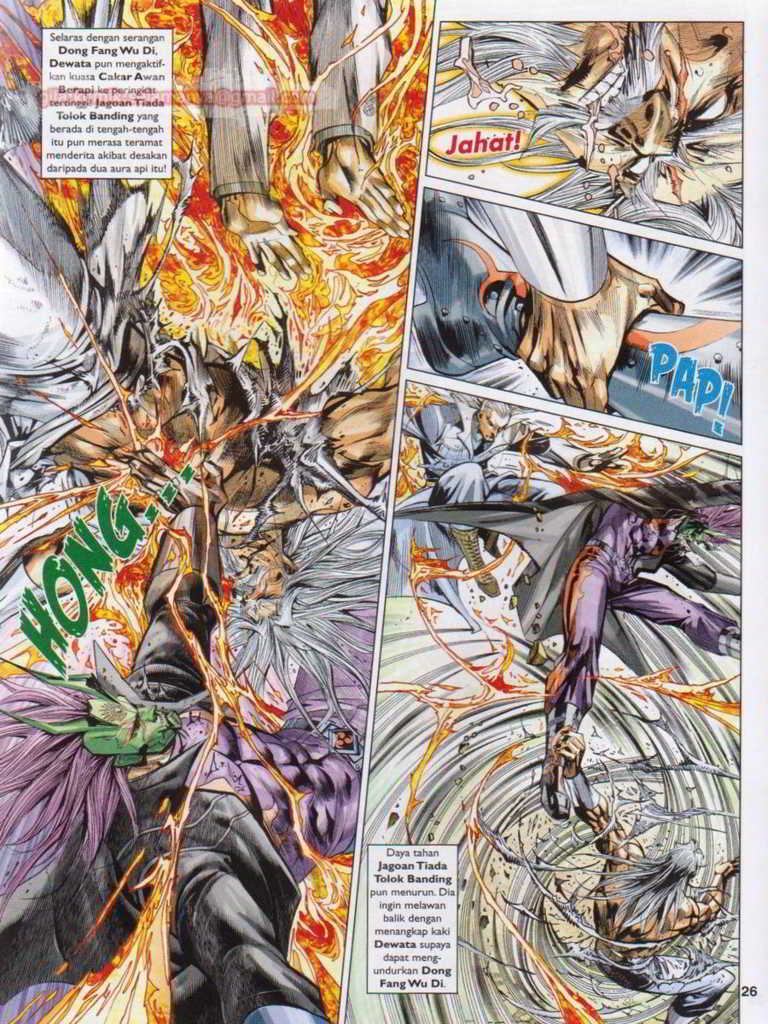 Selaras dengan serangan
Dong Fang Wu Di,
Dewata pun mengaktif-
kan kuasa Cakar Awan
Berapi ke peringkat
tertinggi! Jagoan Tiada
Tolok Banding yang
berada di tengah-tengah
itu pun merasa teramat
menderita akibat desakan
daripada dua aura api itu!
Jahat!
PAP!
HONG...
Daya tahan
Jagoan Tiada
Tolok Banding
pun menurun. Dia
ingin melawan
balik dengan
menangkap kaki
Dewata supaya
dapat meng-
undurkan Dong
Fang Wu Di.
26